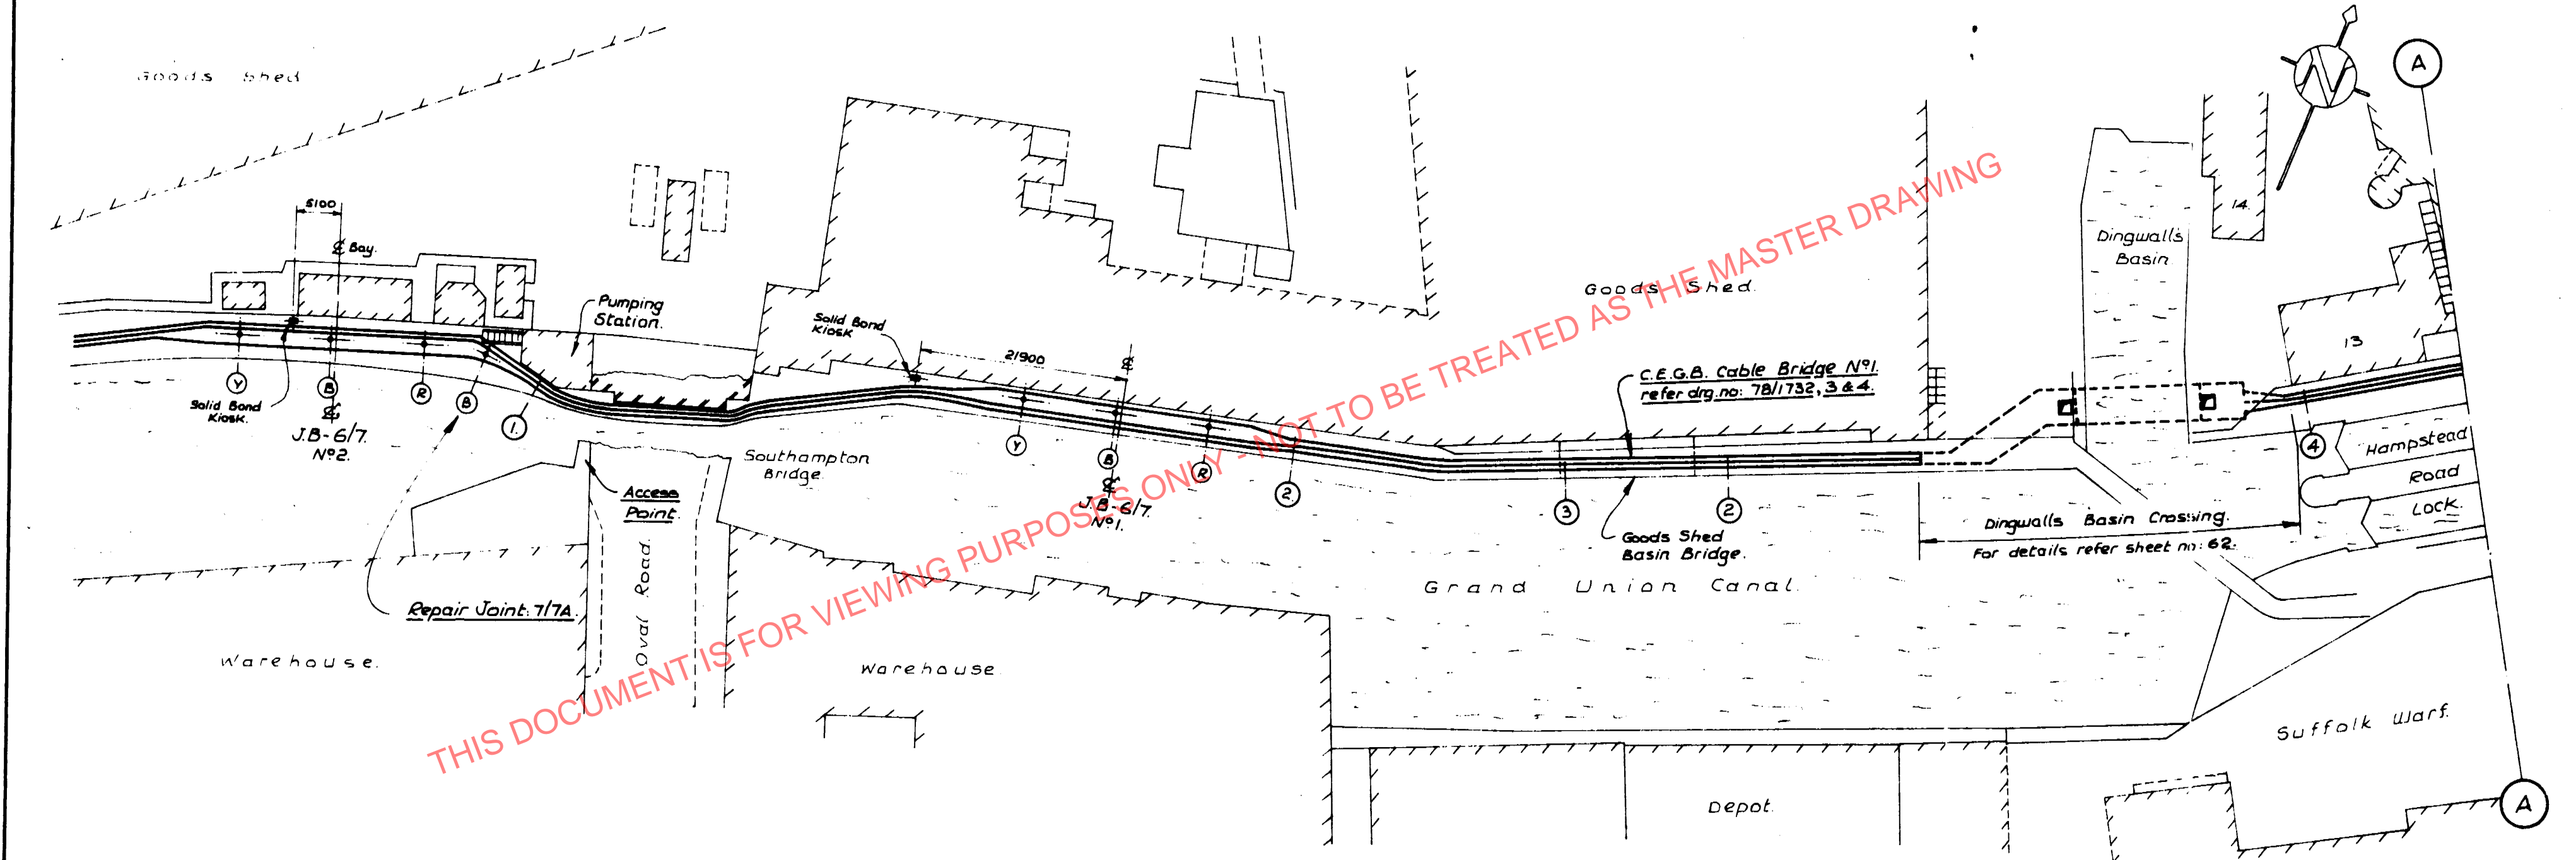 Goods Shed
5100
℄ Bay.
Pumping
Station.
Solid Bond
Kiosk
21900
℄
Goods Shed.
Dingwalls
Basin
14.
13
A
C.E.G.B. Cable Bridge Nº1.
refer drg.no: 78/1732, 3 & 4.
Y
B
R
B
1.
Solid Bond
Kiosk.
℄
J.B-6/7.
Nº2.
Southampton
Bridge
Access
Point.
Y
B
R
2
℄
J.B-6/7.
Nº1.
3
2
4
Goods Shed
Basin Bridge.
Hampstead
Road
Lock.
Dingwalls Basin Crossing.
For details refer sheet no: 62.
Grand Union Canal.
Repair Joint: 7/7A.
Oval Road.
Warehouse.
Warehouse
Suffolk Warf.
Depot.
A
THIS DOCUMENT IS FOR VIEWING PURPOSES ONLY - NOT TO BE TREATED AS THE MASTER DRAWING